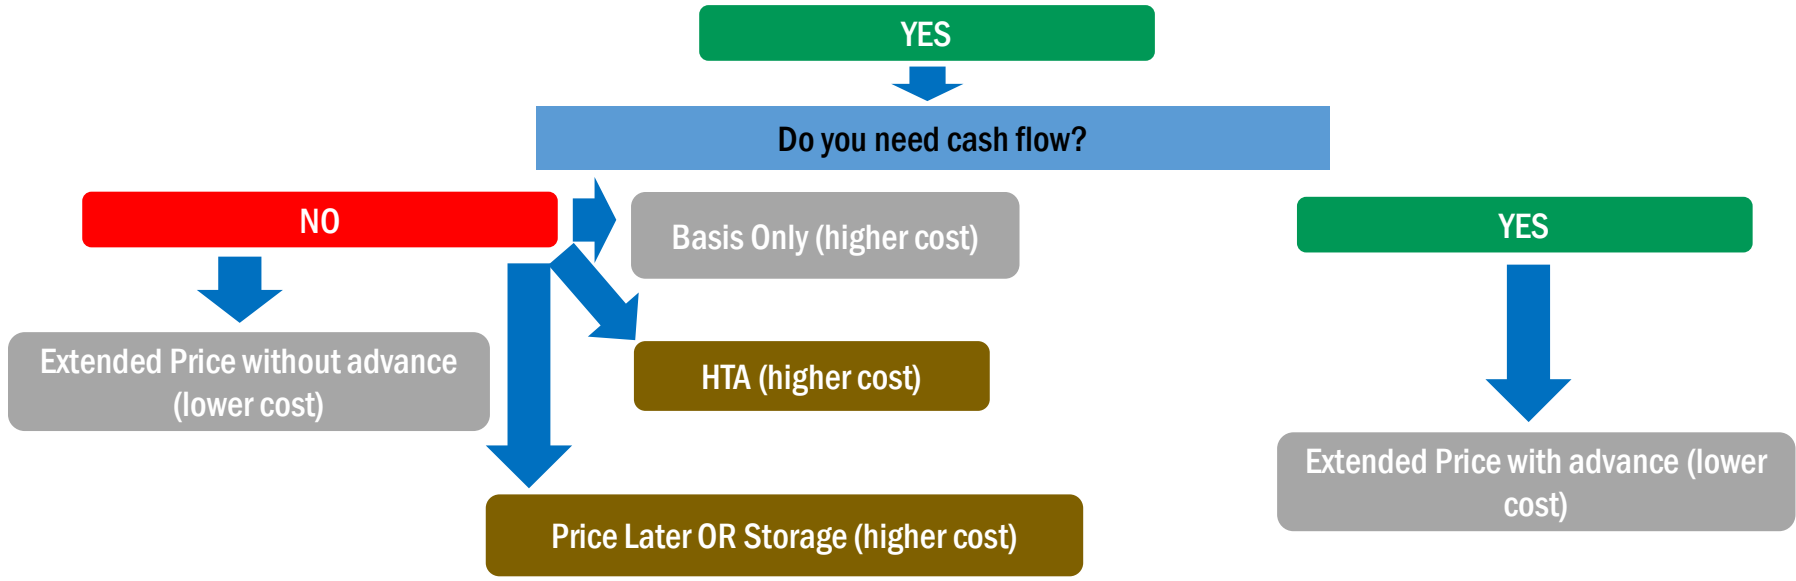 YES
Do you need cash flow?
NO
Basis Only (higher cost)
YES
Extended Price without advance
(lower cost)
HTA (higher cost)
Extended Price with advance (lower
cost)
Price Later OR Storage (higher cost)